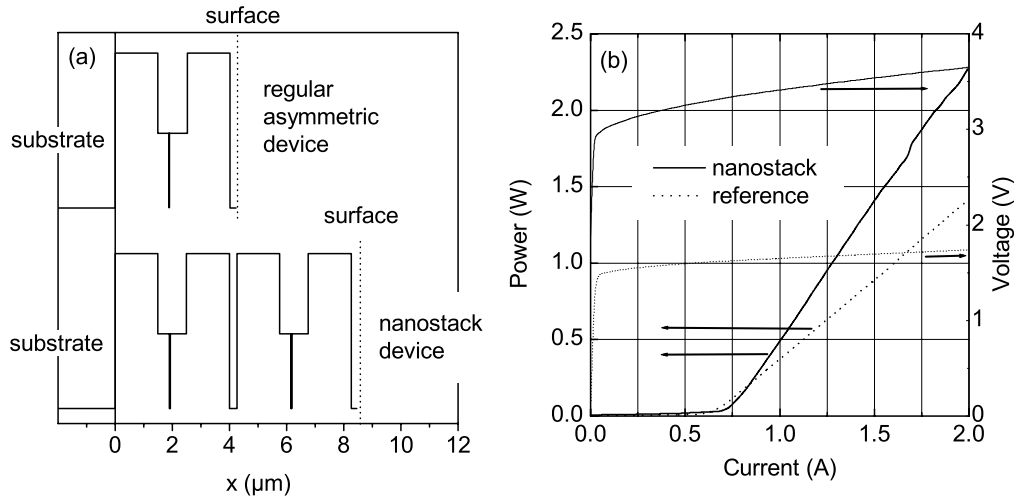 surface
(a)
regular
asymmetric
device
substrate
surface
substrate
nanostack
device
0 2 4 6 8 10 12
x (µm)
(b)
2.5
2.0
1.5
1.0
0.5
0.0
Power (W)
nanostack
reference
4
3
2
1
0
Voltage (V)
0.0 0.5 1.0 1.5 2.0
Current (A)